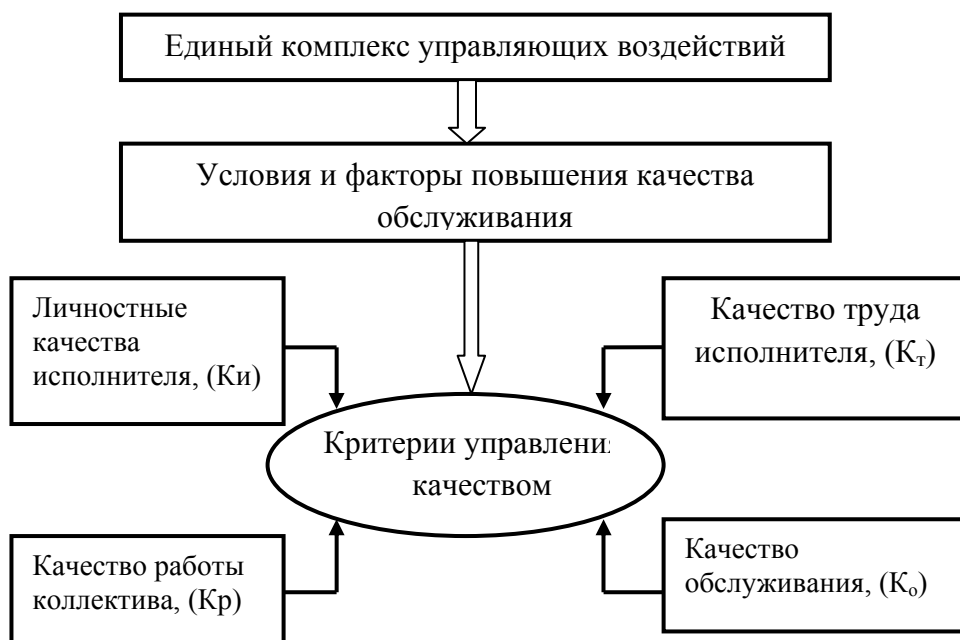 Единый комплекс управляющих воздействий
Условия и факторы повышения качества
обслуживания
Личностные
качества
исполнителя, (Ки)
Качество труда
исполнителя, (Кт)
Критерии управлени
качеством
Качество работы
коллектива, (Кр)
Качество
обслуживания, (Ко)